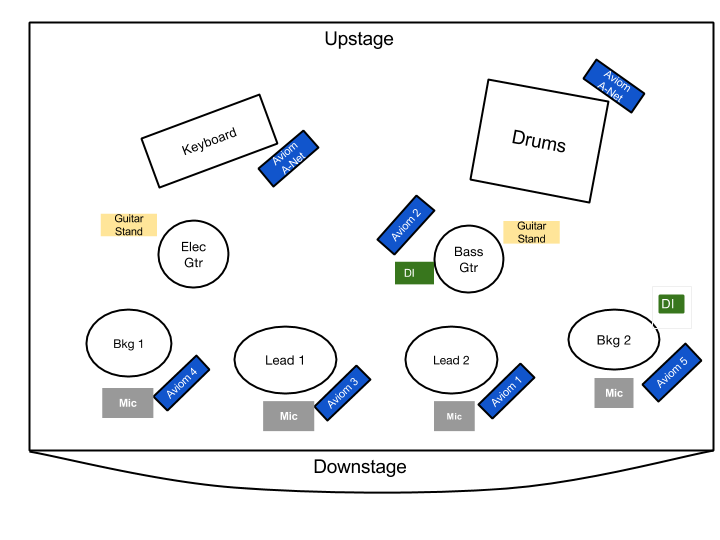 Upstage
Aviom
A-Net
Keyboard
Drums
Aviom
A-Net
Guitar
Stand
Elec
Gtr
Aviom 2
Bass
Gtr
Guitar
Stand
DI
DI
Bkg 1
Lead 1
Lead 2
Bkg 2
Aviom 4
Aviom 3
Aviom 1
Aviom 5
Mic
Mic
Mic
Mic
Downstage